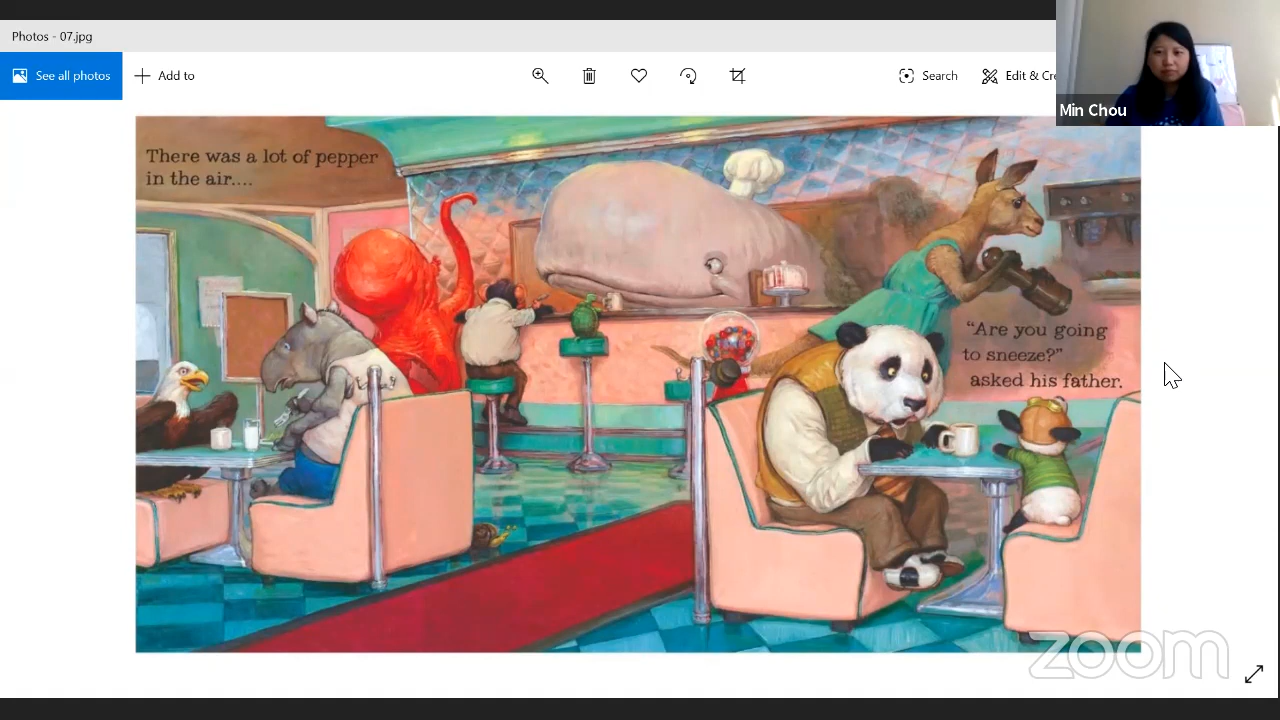 Photos - 07.jpg
See all photos
Add to
Search
Edit & Cre
Min Chou
There was a lot of pepper
in the air....
“Are you going
to sneeze?”
asked his father.
zoom